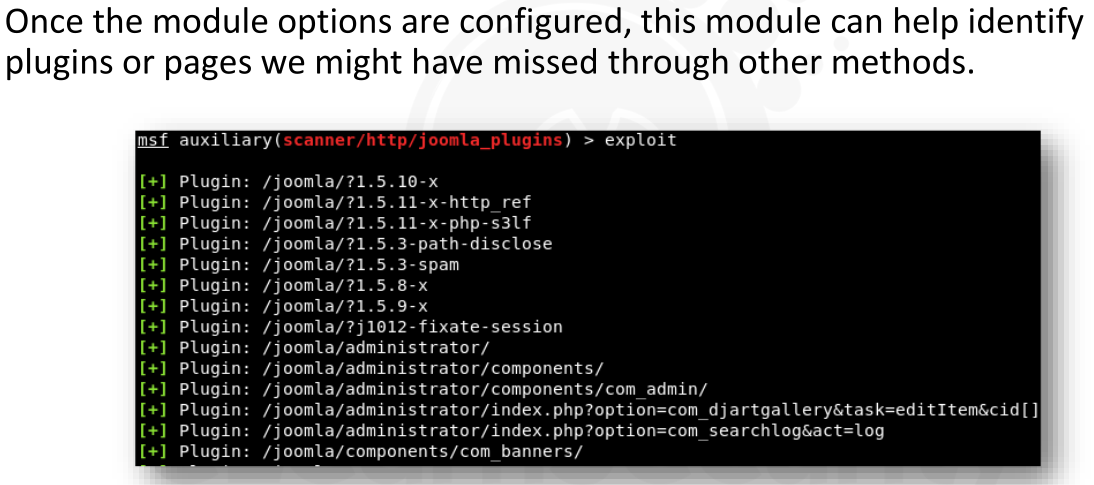 Once the module options are configured, this module can help identify
plugins or pages we might have missed through other methods.
msf auxiliary(scanner/http/joomla_plugins) > exploit
[+] Plugin: /joomla/?1.5.10-x
[+] Plugin: /joomla/?1.5.11-x-http_ref
[+] Plugin: /joomla/?1.5.11-x-php-s3lf
[+] Plugin: /joomla/?1.5.3-path-disclose
[+] Plugin: /joomla/?1.5.3-spam
[+] Plugin: /joomla/?1.5.8-x
[+] Plugin: /joomla/?1.5.9-x
[+] Plugin: /joomla/?j1012-fixate-session
[+] Plugin: /joomla/administrator/
[+] Plugin: /joomla/administrator/components/
[+] Plugin: /joomla/administrator/components/com_admin/
[+] Plugin: /joomla/administrator/index.php?option=com_djartgallery&task=editItem&cid[]
[+] Plugin: /joomla/administrator/index.php?option=com_searchlog&act=log
[+] Plugin: /joomla/components/com_banners/